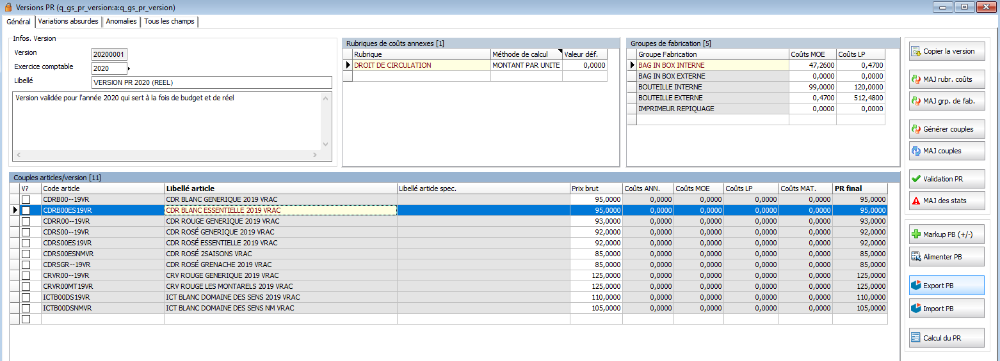 Versions PR (q_gs_pr_version:a:q_gs_pr_version)
Général Variations absurdes Anomalies Tous les champs
Infos. Version
Version 20200001
Exercice comptable 2020
Libellé VERSION PR 2020 (REEL)
Version validée pour l'année 2020 qui sert à la fois de budget et de réel
Rubriques de coûts annexes [1]
Rubrique Méthode de calcul Valeur déf.
DROIT DE CIRCULATION MONTANT PAR UNITE 0,0000
Groupes de fabrication [5]
Groupe Fabrication Coûts MOE Coûts LP
BAG IN BOX INTERNE 47,2600 0,4700
BAG IN BOX EXTERNE 0,0000 0,0000
BOUTEILLE INTERNE 99,0000 120,0000
BOUTEILLE EXTERNE 0,4700 512,4800
IMPRIMEUR REPIQUAGE 0,0000 0,0000
Couples articles/version [11]
V? Code article Libellé article Libellé article spec. Prix brut Coûts ANN. Coûts MOE Coûts LP Coûts MAT. PR final
CDRB00--19VR CDR BLANC GENERIQUE 2019 VRAC 95,0000 0,0000 0,0000 0,0000 0,0000 95,0000
CDRB00ES19VR CDR BLANC ESSENTIELLE 2019 VRAC 95,0000 0,0000 0,0000 0,0000 0,0000 95,0000
CDRR00--19VR CDR ROUGE GENERIQUE 2019 VRAC 93,0000 0,0000 0,0000 0,0000 0,0000 93,0000
CDRS00--19VR CDR ROSÉ GENERIQUE 2019 VRAC 92,0000 0,0000 0,0000 0,0000 0,0000 92,0000
CDRS00ES19VR CDR ROSÉ ESSENTIELLE 2019 VRAC 92,0000 0,0000 0,0000 0,0000 0,0000 92,0000
CDRS00ESNMVR CDR ROSÉ 2SAISONS VRAC 85,0000 0,0000 0,0000 0,0000 0,0000 85,0000
CDRSGR--19VR CDR ROSÉ GRENACHE 2019 VRAC 85,0000 0,0000 0,0000 0,0000 0,0000 85,0000
CRVR00--19VR CRV ROUGE GENERIQUE 2019 VRAC 125,0000 0,0000 0,0000 0,0000 0,0000 125,0000
CRVR00MT19VR CRV ROUGE LES MONTARELS 2019 VRAC 125,0000 0,0000 0,0000 0,0000 0,0000 125,0000
ICTB00DS19VR ICT BLANC DOMAINE DES SENS 2019 VRAC 110,0000 0,0000 0,0000 0,0000 0,0000 110,0000
ICTB00DSNMVR ICT BLANC DOMAINE DES SENS NM VRAC 105,0000 0,0000 0,0000 0,0000 0,0000 105,0000
Copier la version
MAJ rubr. coûts
MAJ grp. de fab.
Générer couples
MAJ couples
Validation PR
MAJ des stats
Markup PB (+/-)
Alimenter PB
Export PB
Import PB
Calcul du PR